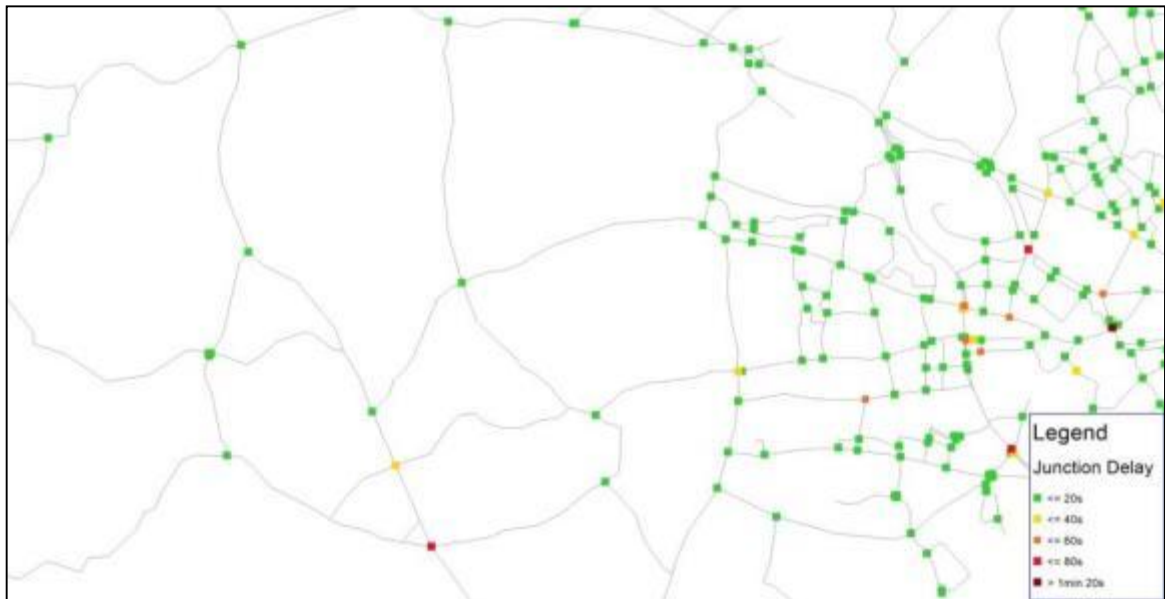 Legend
Junction Delay
<= 20s
<= 40s
<= 60s
<= 80s
> 1min 20s